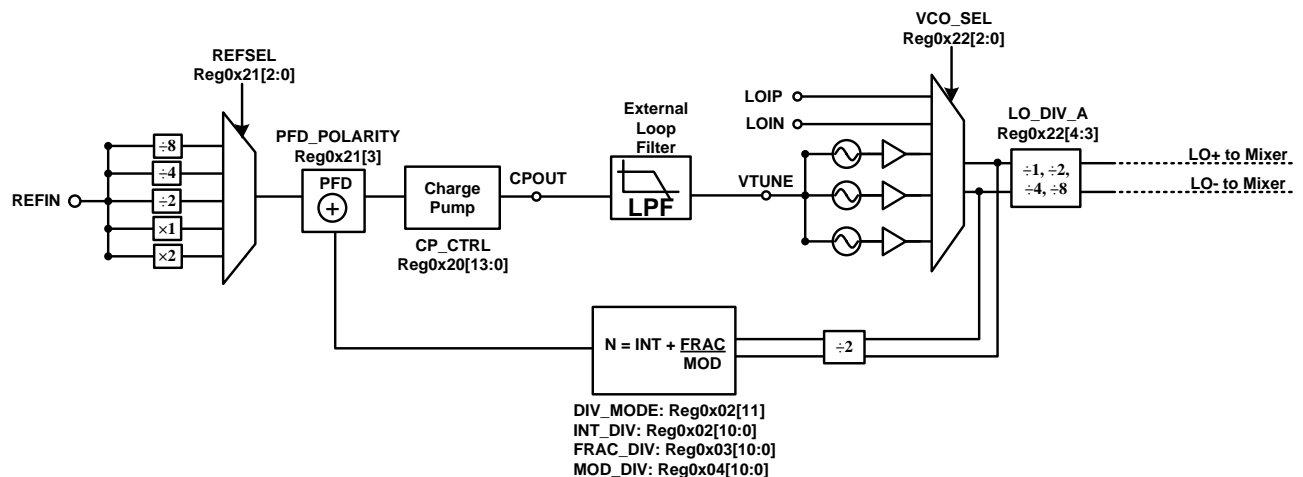 VCO_SEL
Reg0x22[2:0]
REFSEL
Reg0x21[2:0]
LOIP
LOIN
LO_DIV_A
Reg0x22[4:3]
External
Loop
Filter
PFD_POLARITY
Reg0x21[3]
÷8
÷4
÷2
×1
×2
REFIN
PFD
+
Charge
Pump
CPOUT
LPF
VTUNE
÷1, ÷2,
÷4, ÷8
LO+ to Mixer
LO- to Mixer
CP_CTRL
Reg0x20[13:0]
N = INT + FRAC
MOD
÷2
DIV_MODE: Reg0x02[11]
INT_DIV: Reg0x02[10:0]
FRAC_DIV: Reg0x03[10:0]
MOD_DIV: Reg0x04[10:0]